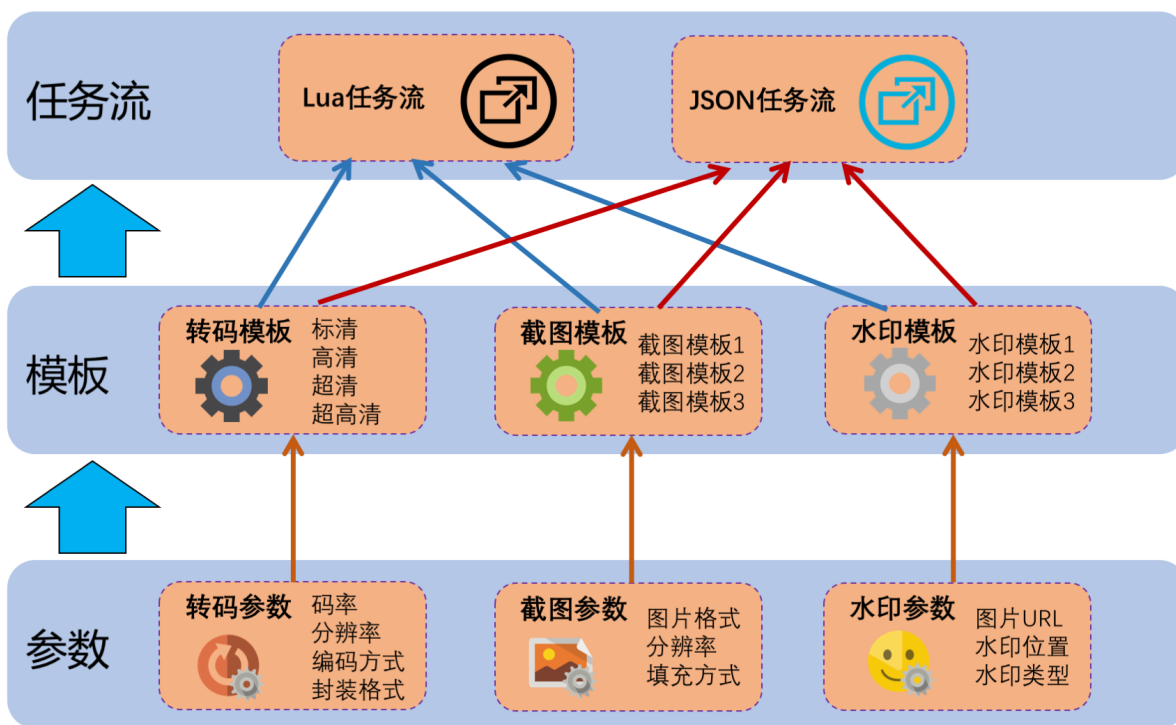 任务流
Lua任务流
JSON任务流
模板
转码模板
标清
高清
超清
超高清
截图模板
截图模板1
截图模板2
截图模板3
水印模板
水印模板1
水印模板2
水印模板3
参数
转码参数
码率
分辨率
编码方式
封装格式
截图参数
图片格式
分辨率
填充方式
水印参数
图片URL
水印位置
水印类型